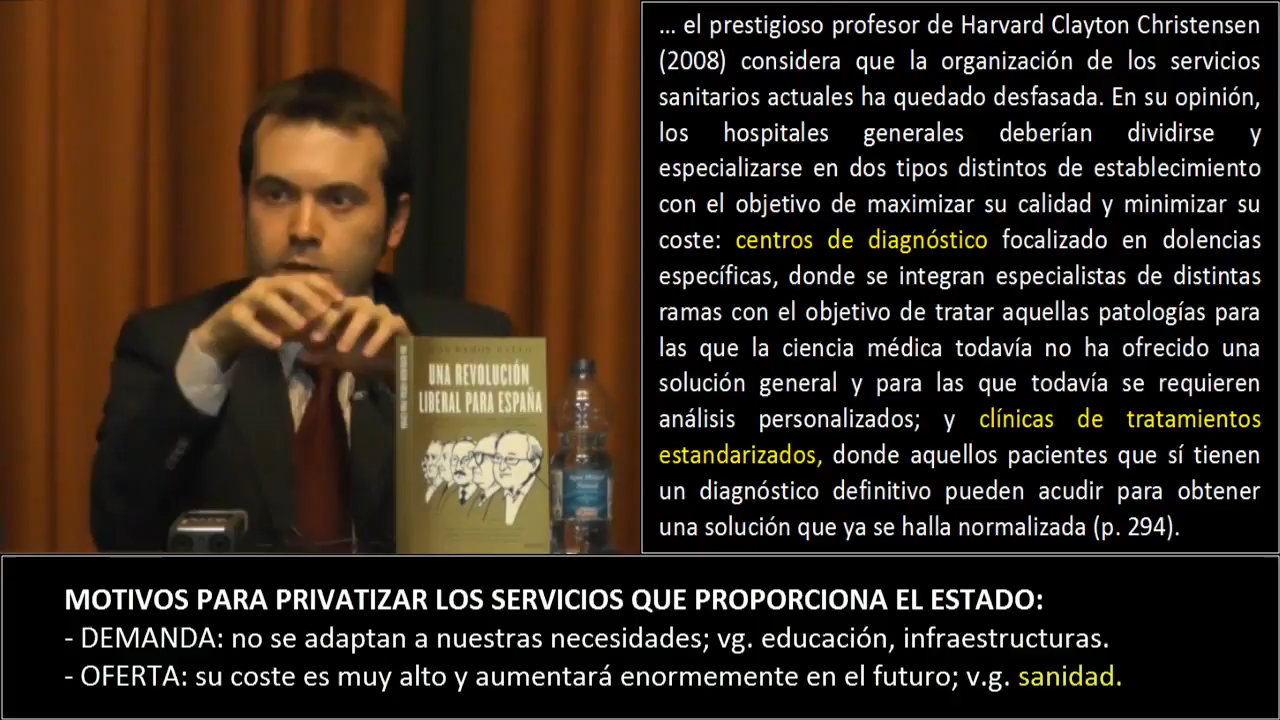 ... el prestigioso profesor de Harvard Clayton Christensen
(2008) considera que la organización de los servicios
sanitarios actuales ha quedado desfasada. En su opinión,
los hospitales generales deberían dividirse y
especializarse en dos tipos distintos de establecimiento
con el objetivo de maximizar su calidad y minimizar su
coste: centros de diagnóstico focalizado en dolencias
específicas, donde se integran especialistas de distintas
ramas con el objetivo de tratar aquellas patologías para
las que la ciencia médica todavía no ha ofrecido una
solución general y para las que todavía se requieren
análisis personalizados; y clínicas de tratamientos
estandarizados, donde aquellos pacientes que sí tienen
un diagnóstico definitivo pueden acudir para obtener
una solución que ya se halla normalizada (p. 294).
UNA REVOLUCIÓN
LIBERAL PARA ESPAÑA
MOTIVOS PARA PRIVATIZAR LOS SERVICIOS QUE PROPORCIONA EL ESTADO:
- DEMANDA: no se adaptan a nuestras necesidades; vg. educación, infraestructuras.
- OFERTA: su coste es muy alto y aumentará enormemente en el futuro; v.g. sanidad.